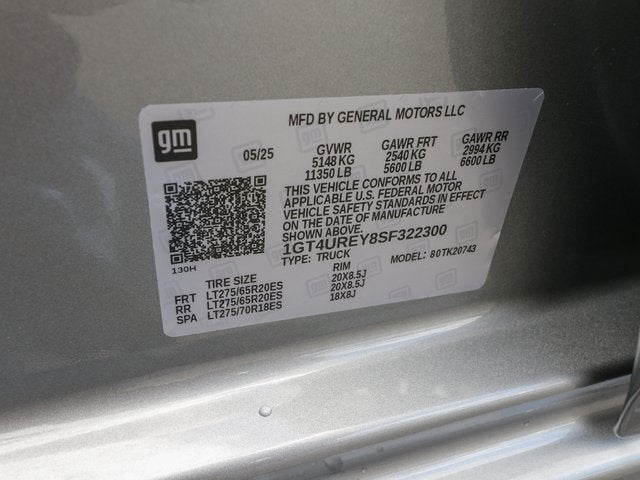 MFD BY GENERAL MOTORS LLC
gm
05/25
GVWR GAWR FRT GAWR RR
5148 KG 2540 KG 2994 KG
11350 LB 5600 LB 6600 LB
THIS VEHICLE CONFORMS TO ALL
APPLICABLE U.S. FEDERAL MOTOR
VEHICLE SAFETY STANDARDS IN EFFECT
ON THE DATE OF MANUFACTURE
SHOWN ABOVE.
1GT4UREY8SF322300
TYPE: TRUCK MODEL: 80TK20743
130H
TIRE SIZE RIM
FRT LT275/65R20ES 20X8.5J
RR LT275/65R20ES 20X8.5J
SPA LT275/70R18ES 18X8J